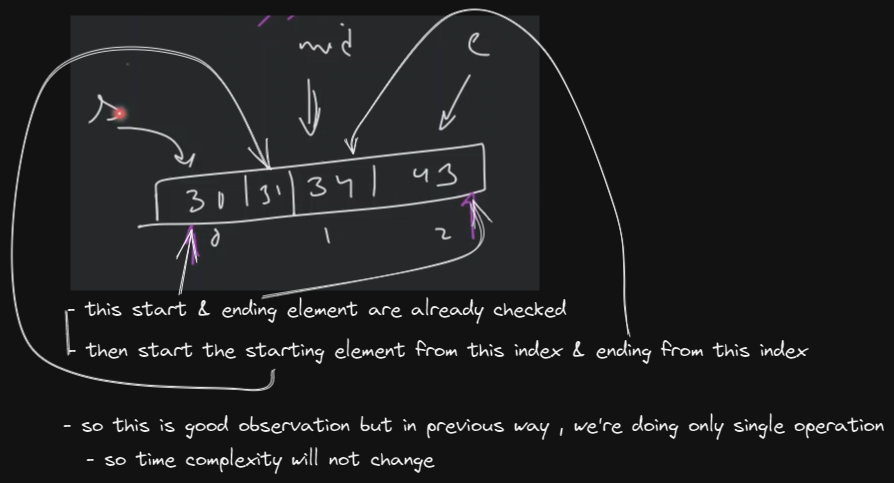 mid
e
s
30 | 31 | 34 | 43
0 1 2
- this start & ending element are already checked
- then start the starting element from this index & ending from this index
- so this is good observation but in previous way , we're doing only single operation
- so time complexity will not change